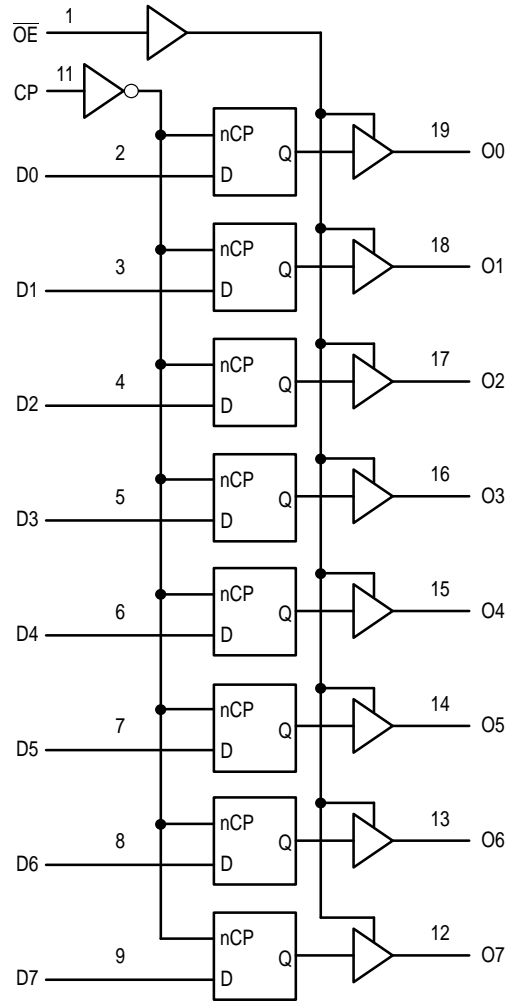 O̅E̅ 1
CP 11
nCP
D0 2 D Q 19 O0
nCP
D1 3 D Q 18 O1
nCP
D2 4 D Q 17 O2
nCP
D3 5 D Q 16 O3
nCP
D4 6 D Q 15 O4
nCP
D5 7 D Q 14 O5
nCP
D6 8 D Q 13 O6
nCP
D7 9 D Q 12 O7